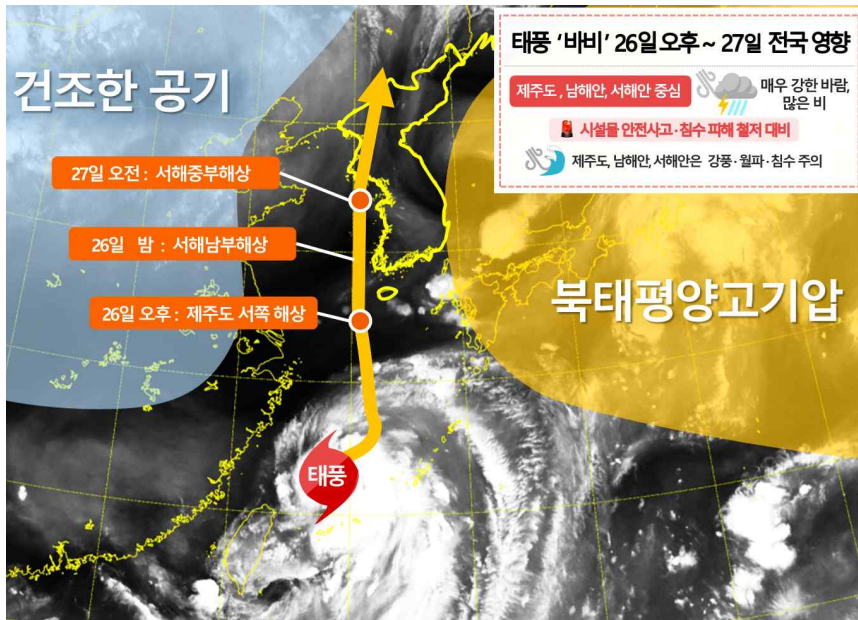 건조한 공기
태풍 '바비' 26일 오후 ~ 27일 전국 영향
제주도, 남해안, 서해안 중심
매우 강한 바람,
많은 비
시설물 안전사고·침수 피해 철저 대비
제주도, 남해안, 서해안은 강풍·월파·침수 주의
27일 오전 : 서해중부해상
26일 밤 : 서해남부해상
26일 오후 : 제주도 서쪽 해상
북태평양고기압
태풍